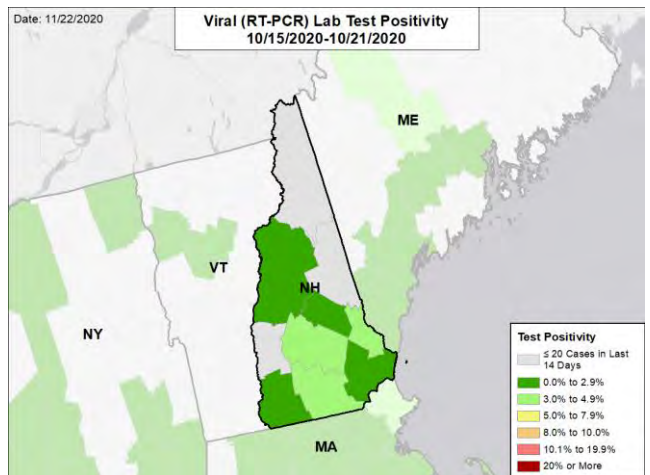 Date: 11/22/2020
Viral (RT-PCR) Lab Test Positivity
10/15/2020-10/21/2020
ME
VT
NH
NY
MA
Test Positivity
≤ 20 Cases in Last
14 Days
0.0% to 2.9%
3.0% to 4.9%
5.0% to 7.9%
8.0% to 10.0%
10.1% to 19.9%
20% or More